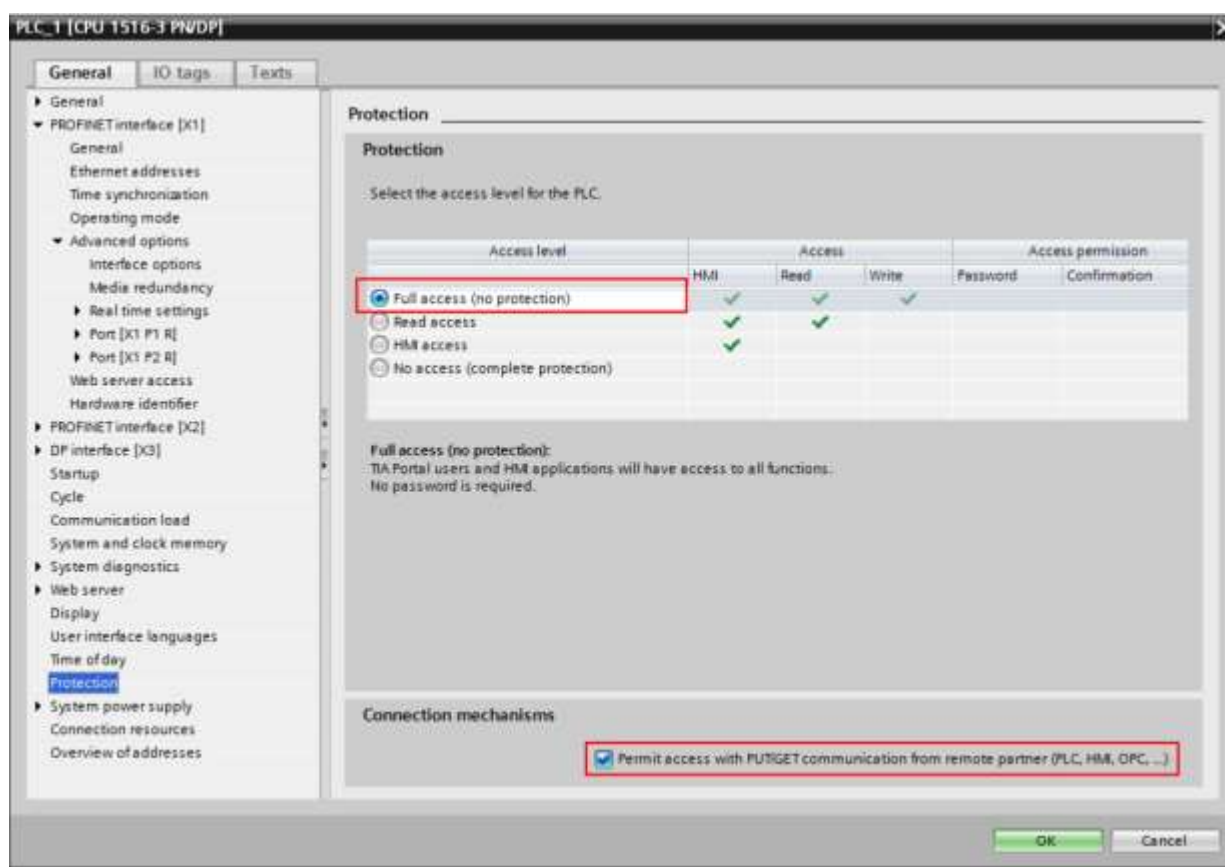 PLC_1 [CPU 1516-3 PN/DP]
General IO tags Texts
General
PROFINET interface [X1]
General
Ethernet addresses
Time synchronization
Operating mode
Advanced options
Interface options
Media redundancy
Real time settings
Port [X1 P1 R]
Port [X1 P2 R]
Web server access
Hardware identifier
PROFINET interface [X2]
DP interface [X3]
Startup
Cycle
Communication load
System and clock memory
System diagnostics
Web server
Display
User interface languages
Time of day
Protection
System power supply
Connection resources
Overview of addresses
Protection
Protection
Select the access level for the PLC.
Access level Access Access permission
HMI Read Write Password Confirmation
Full access (no protection)
Read access
HMI access
No access (complete protection)
Full access (no protection):
TIA Portal users and HMI applications will have access to all functions.
No password is required.
Connection mechanisms
Permit access with PUT/GET communication from remote partner (PLC, HMI, OPC, ...)
OK Cancel